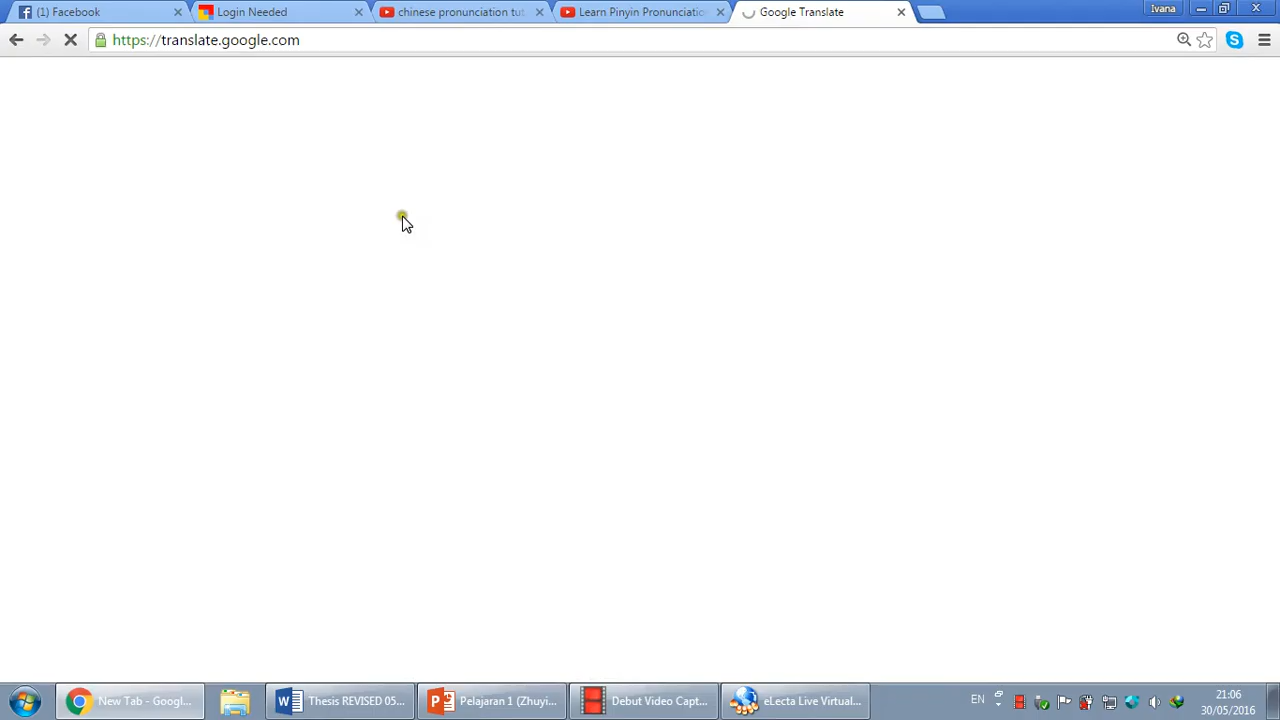 (1) Facebook
Login Needed
chinese pronunciation tut
Learn Pinyin Pronunciatio
Google Translate
Ivana
https://translate.google.com
New Tab - Googl...
Thesis REVISED 05...
Pelajaran 1 (Zhuyi...
Debut Video Capt...
eLecta Live Virtual...
EN
21:06
30/05/2016